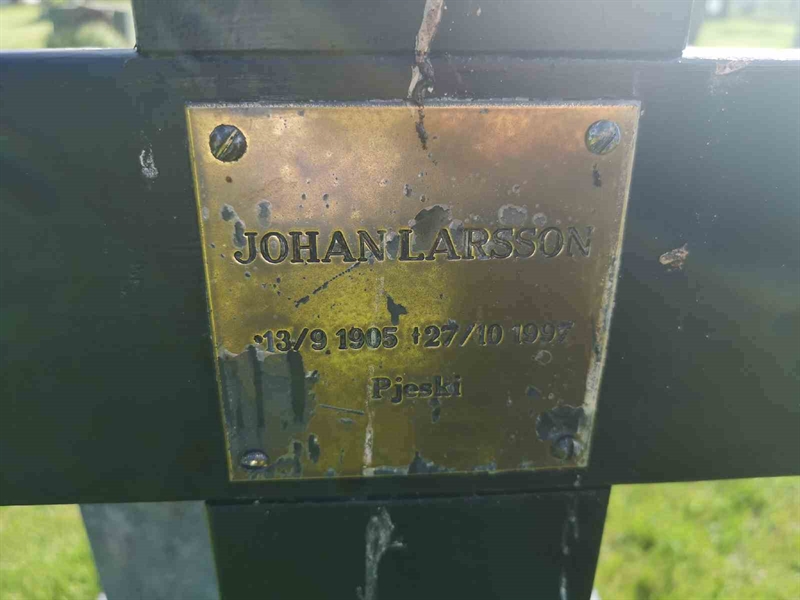 JOHAN LARSSON
*13/9 1905 †27/10 1997
Pjeski